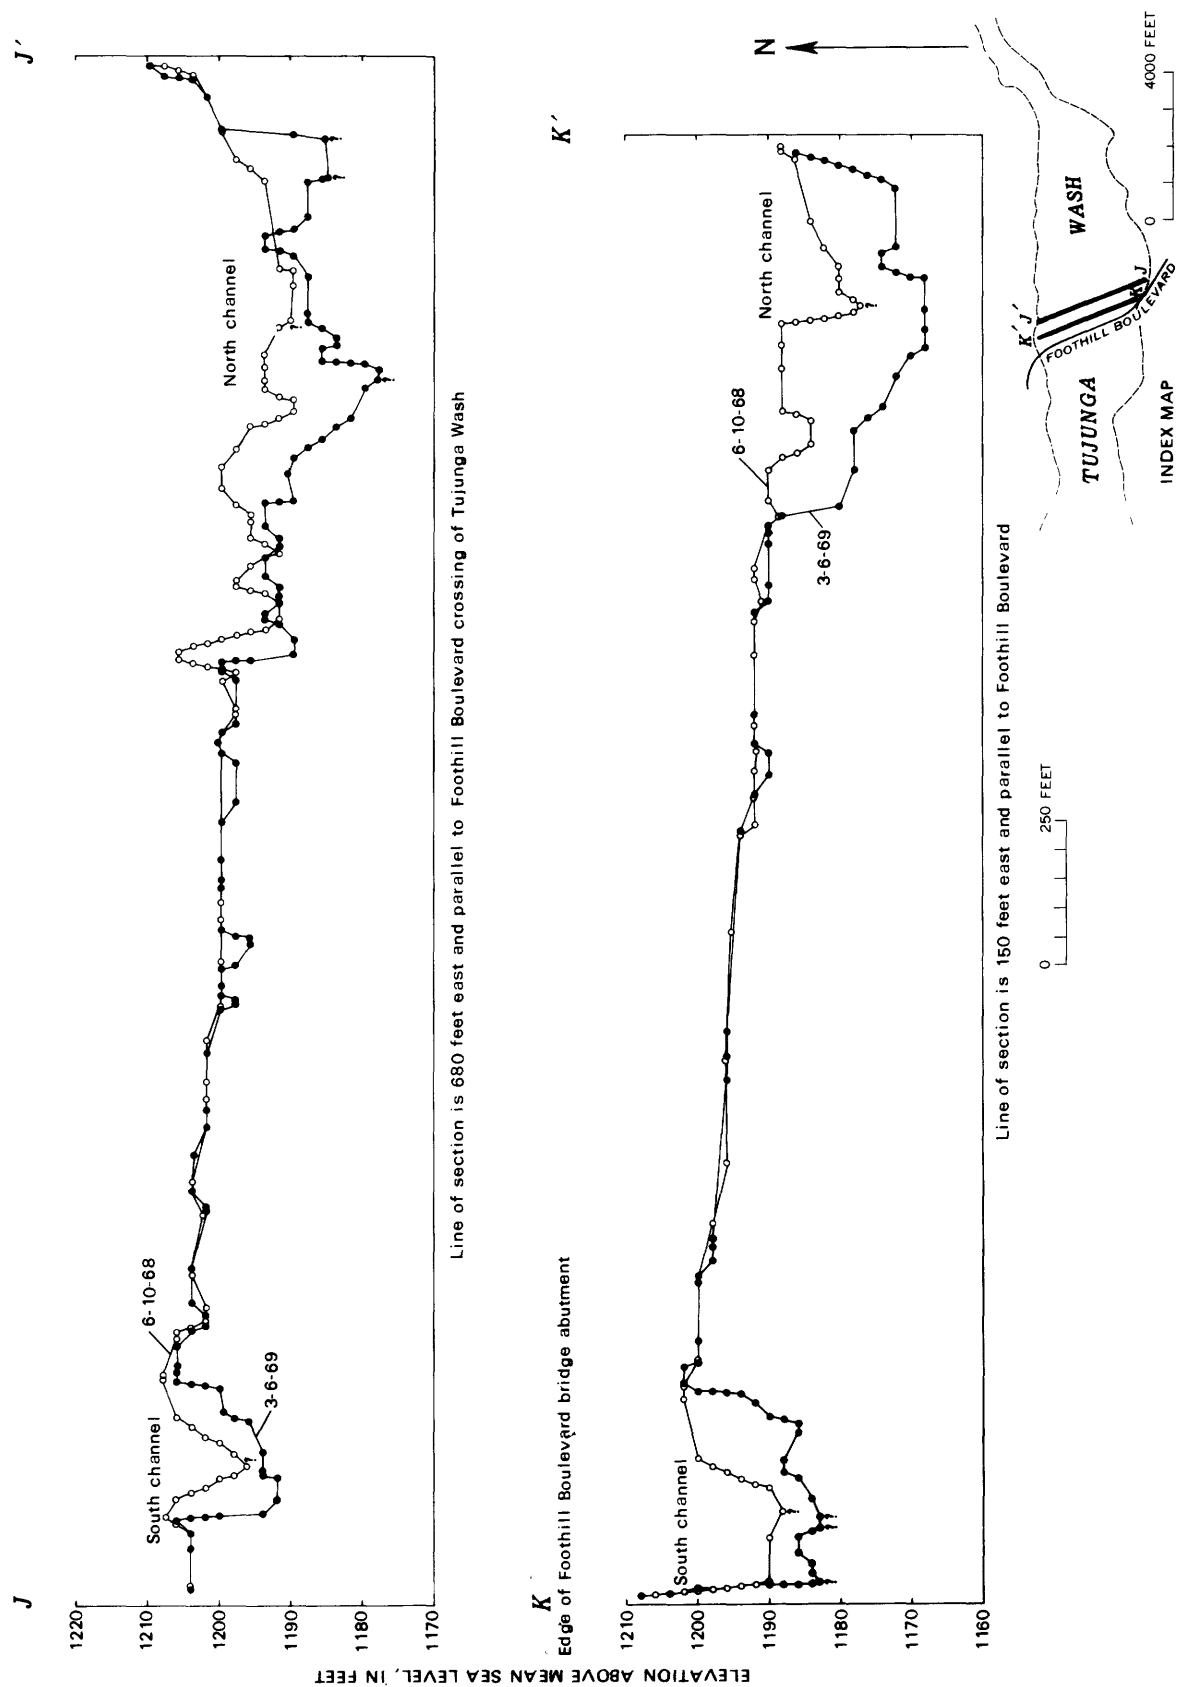 J
J′
1220
1210
1200
1190
1180
1170
South channel
6-10-68
3-6-69
North channel
?
?
?
?
?
Line of section is 680 feet east and parallel to Foothill Boulevard crossing of Tujunga Wash
ELEVATION ABOVE MEAN SEA LEVEL, IN FEET
K
K′
Edge of Foothill Boulevard bridge abutment
1210
1200
1190
1180
1170
1160
South channel
6-10-68
3-6-69
North channel
?
?
?
?
?
Line of section is 150 feet east and parallel to Foothill Boulevard
0
250 FEET
N
K′
J′
K
J
FOOTHILL BOULEVARD
TUJUNGA
WASH
0
4000 FEET
INDEX MAP